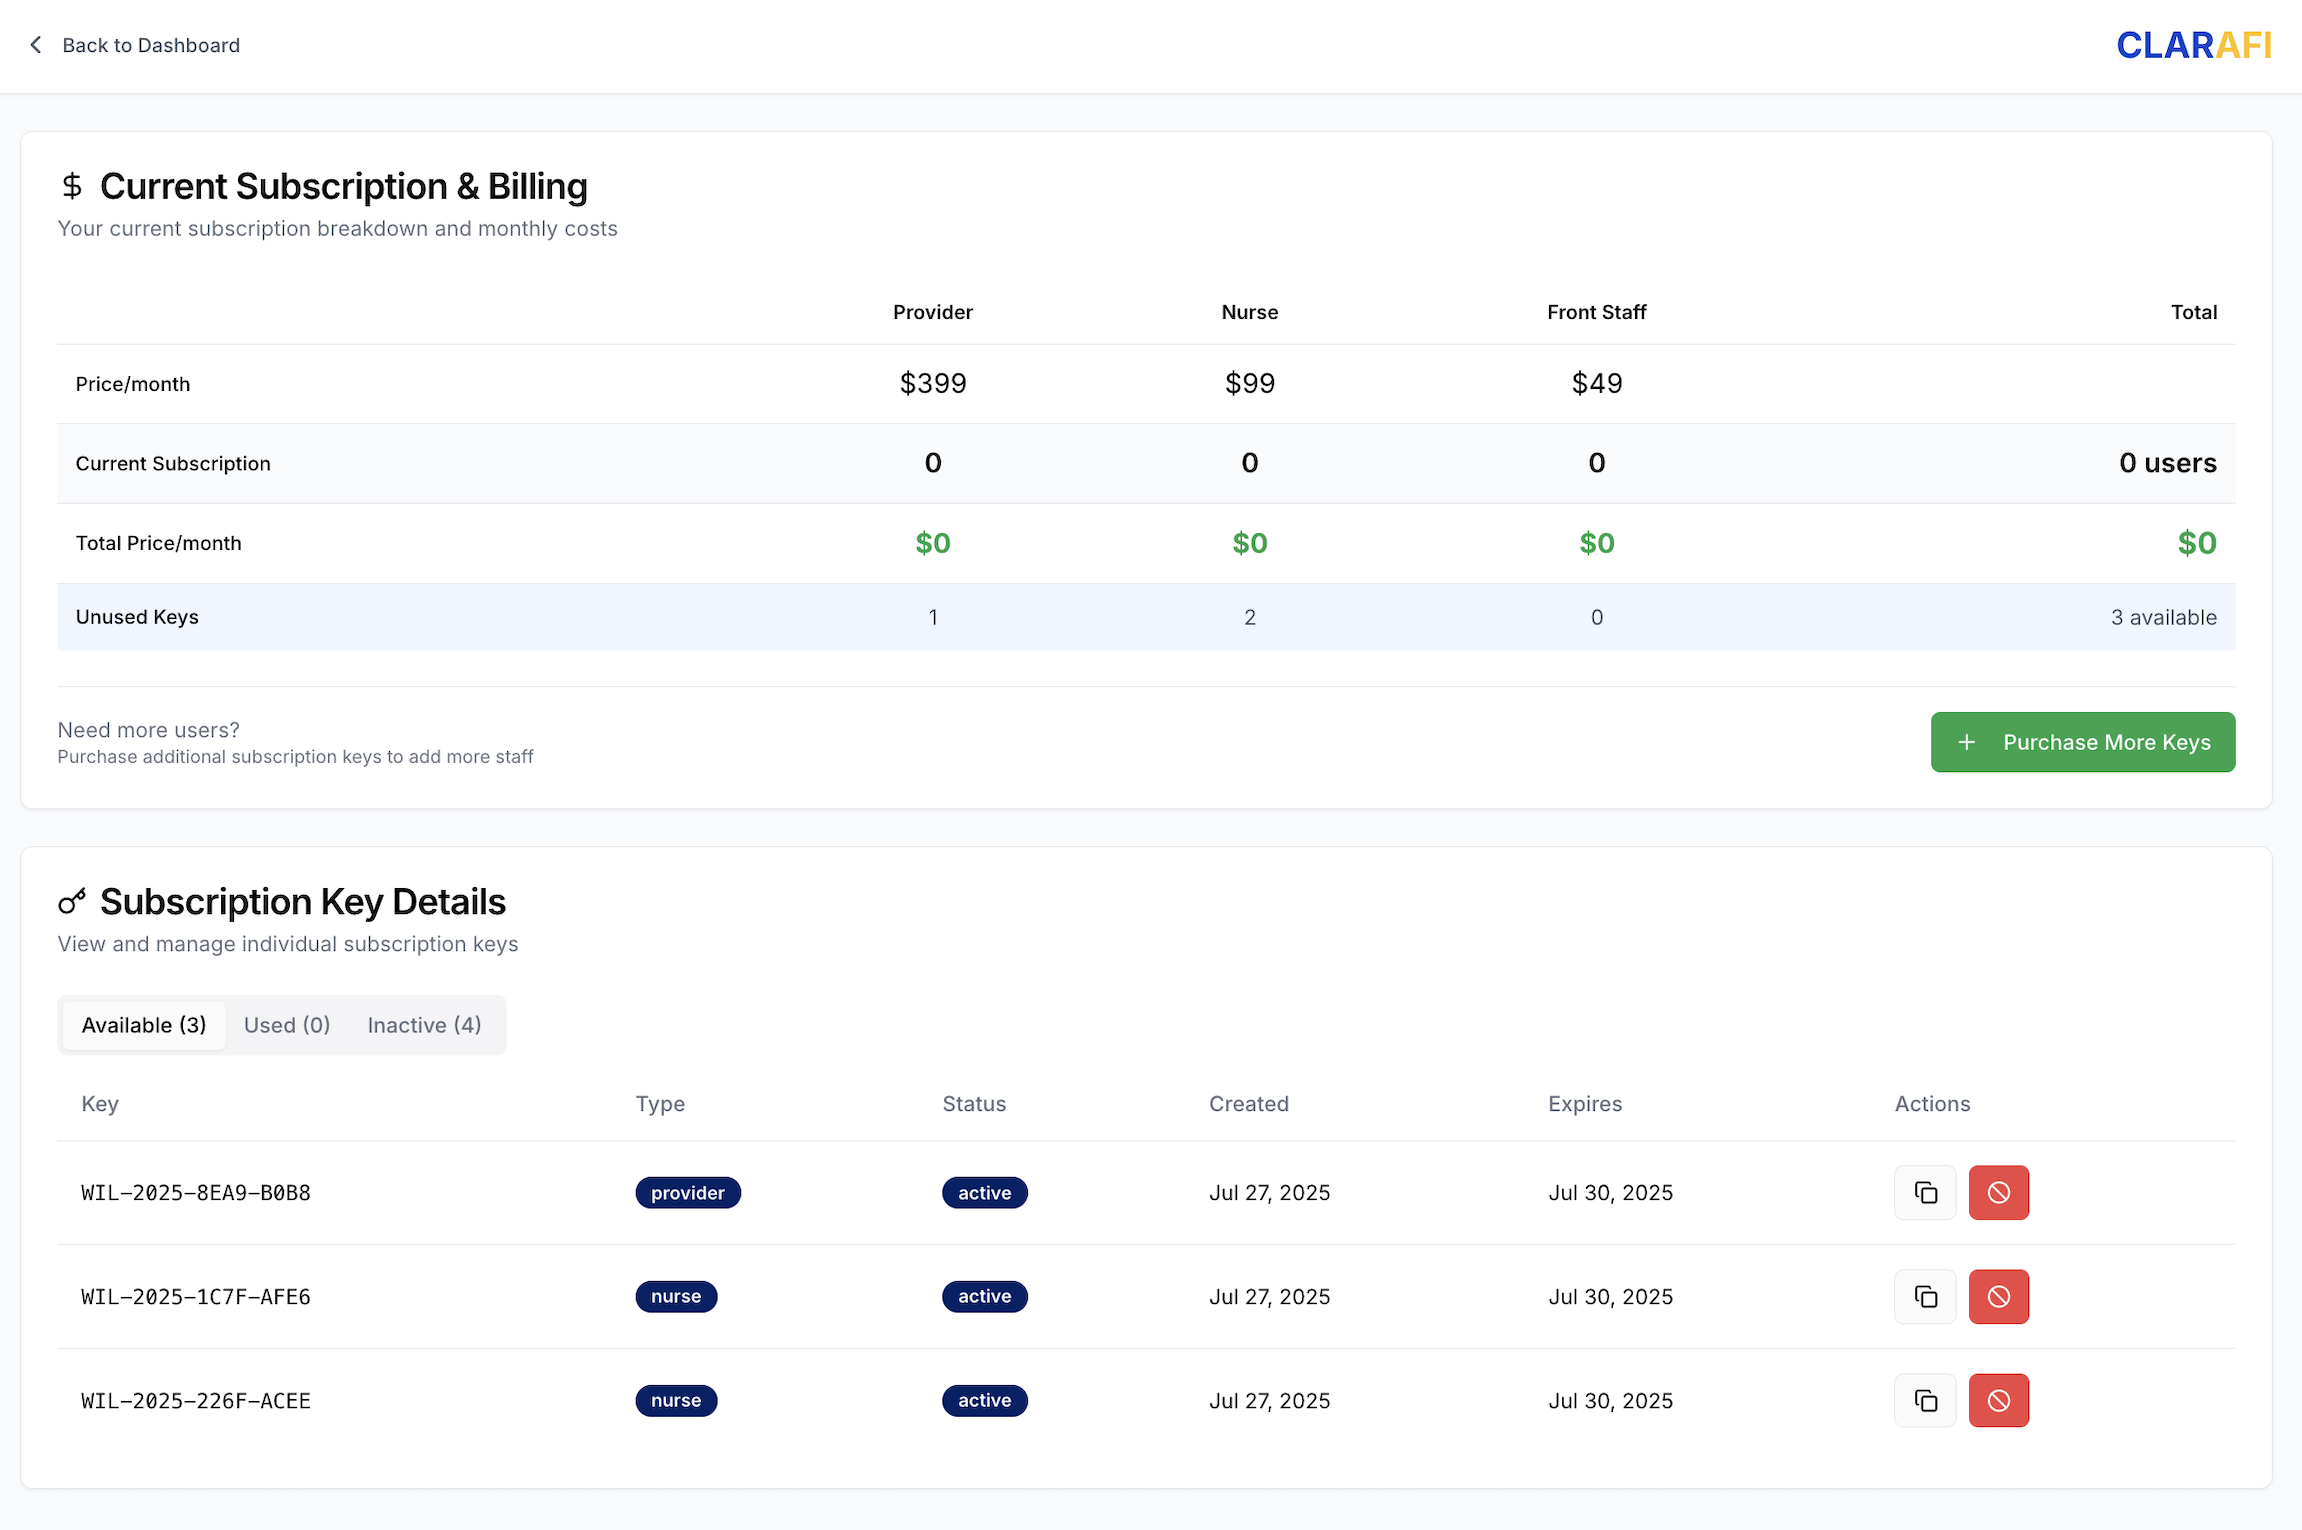 Back to Dashboard
CLARAFI
Current Subscription & Billing
Your current subscription breakdown and monthly costs
Provider Nurse Front Staff Total
Price/month $399 $99 $49
Current Subscription 0 0 0 0 users
Total Price/month $0 $0 $0 $0
Unused Keys 1 2 0 3 available
Need more users?
Purchase additional subscription keys to add more staff
+ Purchase More Keys
Subscription Key Details
View and manage individual subscription keys
Available (3) Used (0) Inactive (4)
Key Type Status Created Expires Actions
WIL-2025-8EA9-B0B8 provider active Jul 27, 2025 Jul 30, 2025
WIL-2025-1C7F-AFE6 nurse active Jul 27, 2025 Jul 30, 2025
WIL-2025-226F-ACEE nurse active Jul 27, 2025 Jul 30, 2025